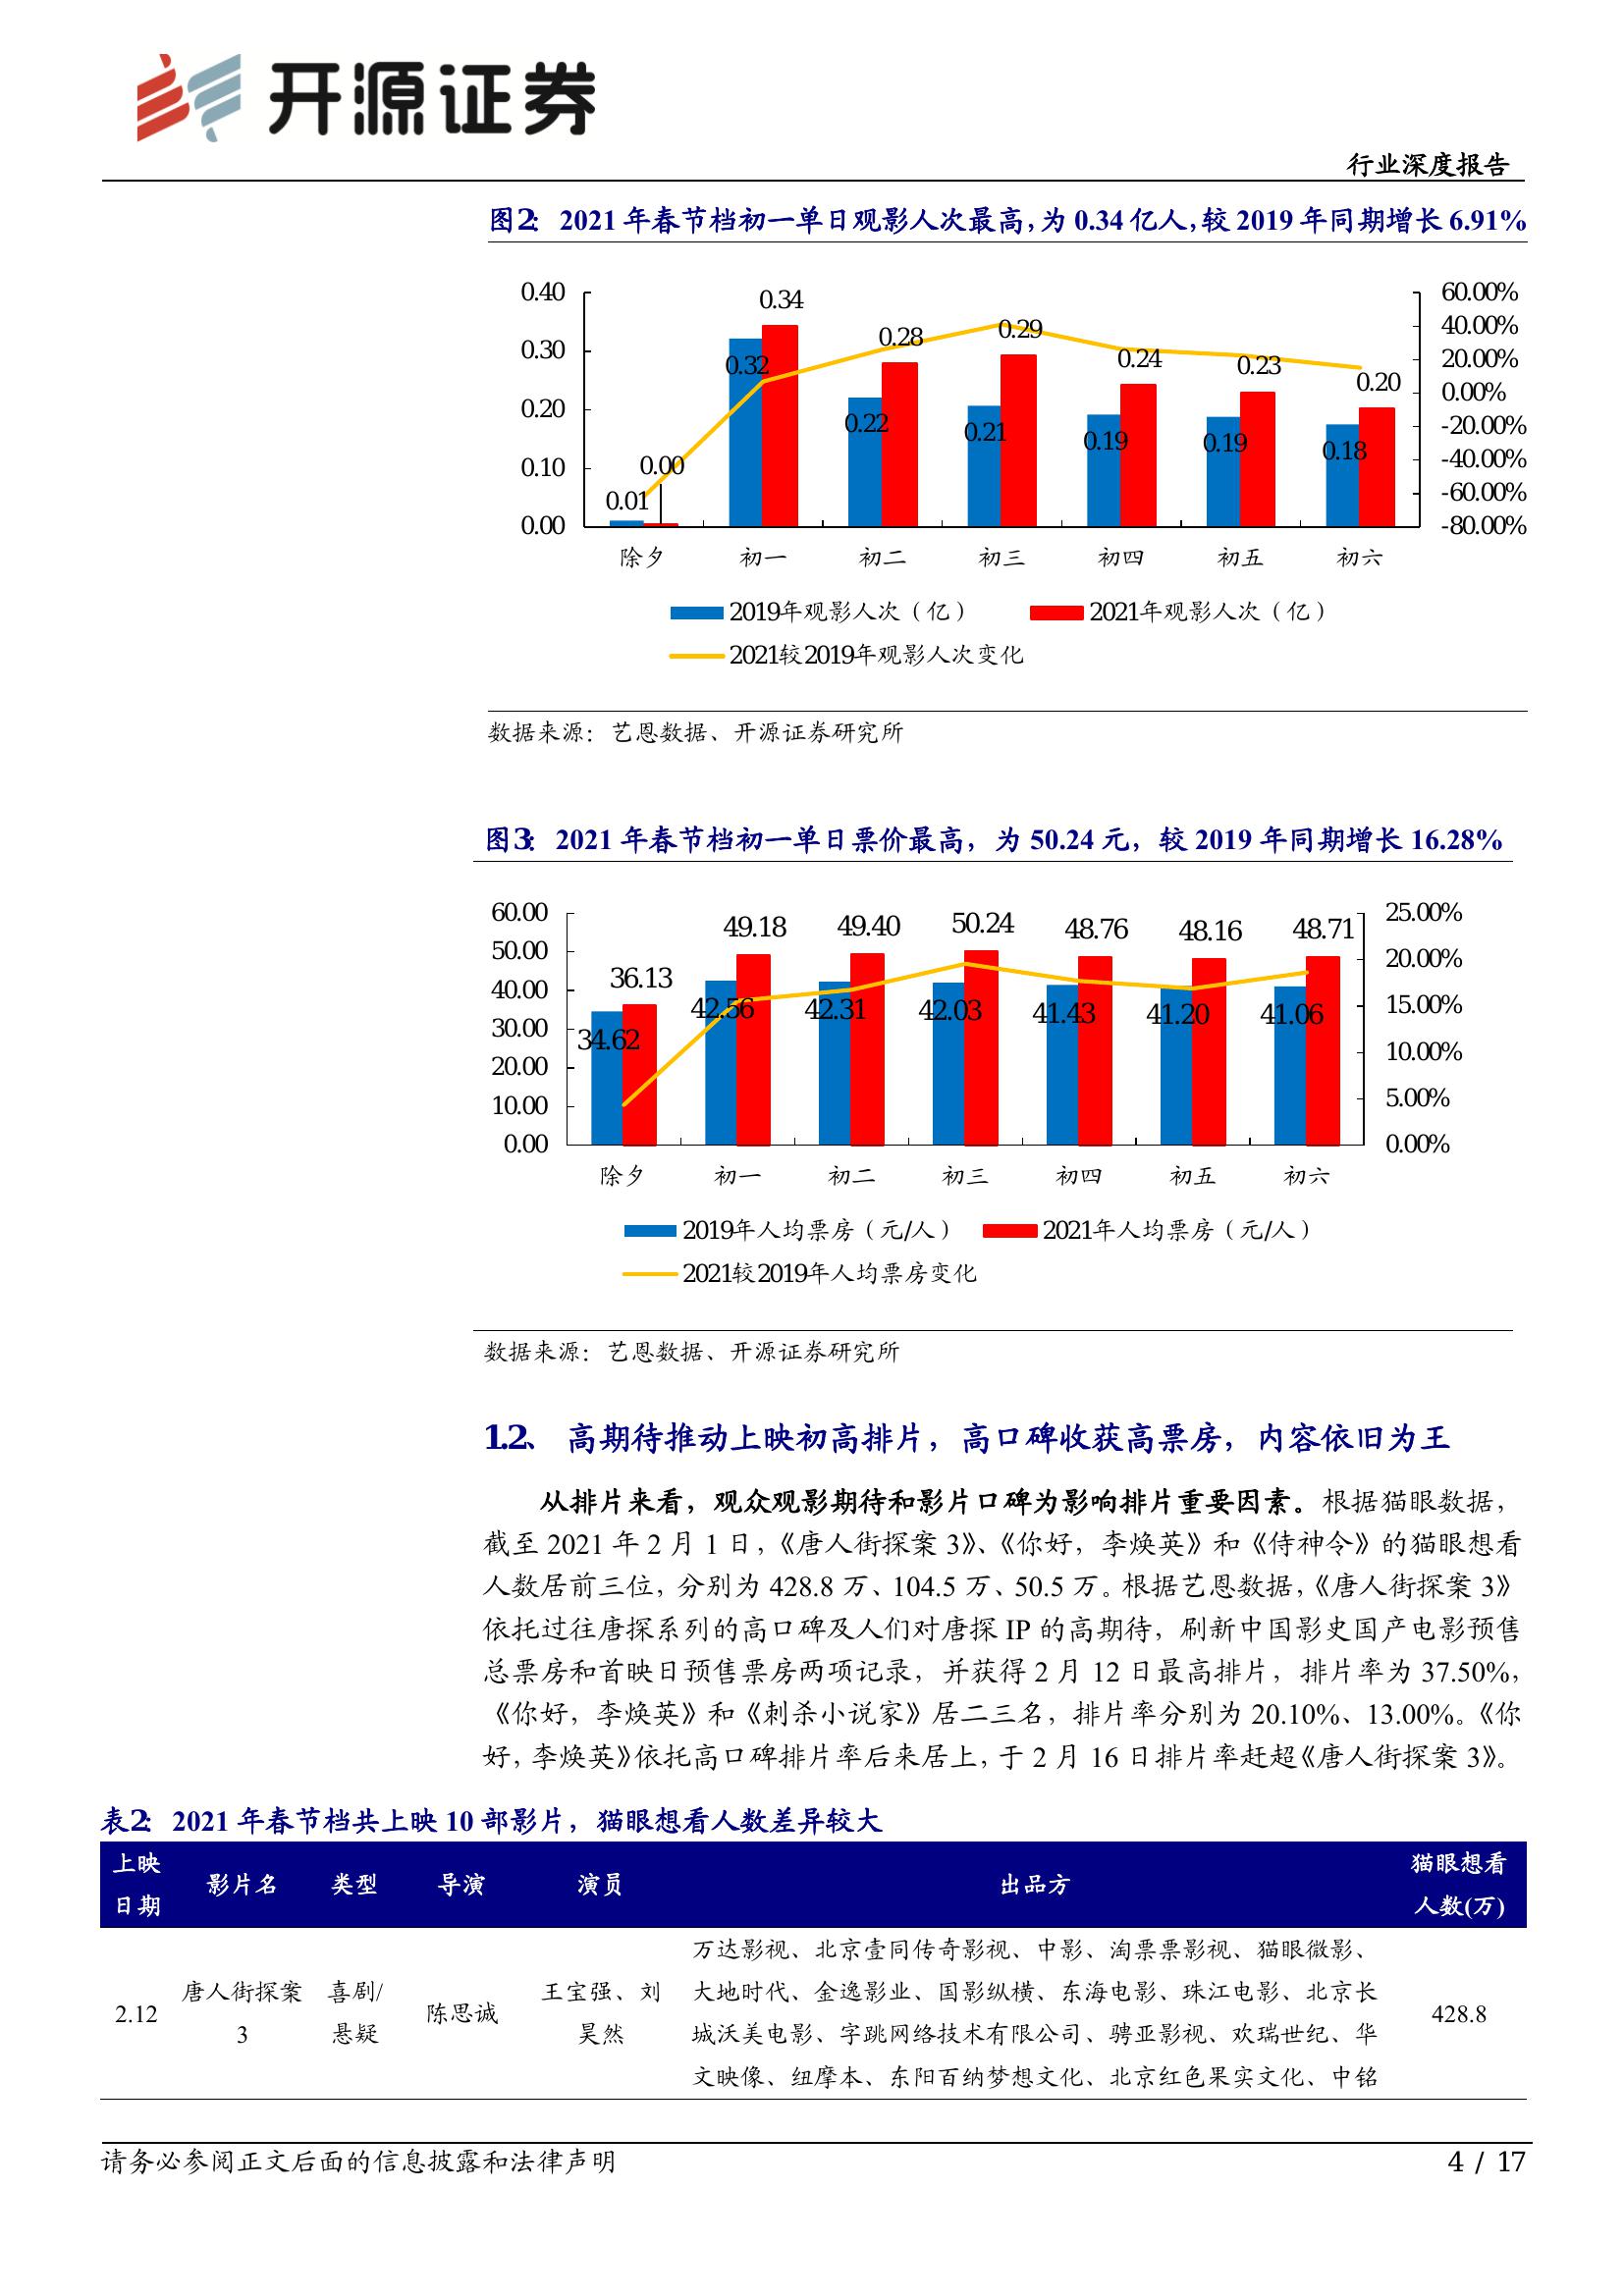 开源证券
行业深度报告
图2： 2021 年春节档初一单日观影人次最高，为 0.34 亿人，较 2019 年同期增长 6.91%
0.40
0.30
0.20
0.10
0.00
60.00%
40.00%
20.00%
0.00%
-20.00%
-40.00%
-60.00%
-80.00%
0.01
0.32
0.22
0.21
0.19
0.19
0.18
0.00
0.34
0.28
0.29
0.24
0.23
0.20
除夕 初一 初二 初三 初四 初五 初六
2019年观影人次（亿） 2021年观影人次（亿）
2021较2019年观影人次变化
数据来源：艺恩数据、开源证券研究所
图3： 2021 年春节档初一单日票价最高，为 50.24 元，较 2019 年同期增长 16.28%
60.00
50.00
40.00
30.00
20.00
10.00
0.00
25.00%
20.00%
15.00%
10.00%
5.00%
0.00%
34.62
42.56
42.31
42.03
41.43
41.20
41.06
36.13
49.18
49.40
50.24
48.76
48.16
48.71
除夕 初一 初二 初三 初四 初五 初六
2019年人均票房（元/人） 2021年人均票房（元/人）
2021较2019年人均票房变化
数据来源：艺恩数据、开源证券研究所
1.2、 高期待推动上映初高排片，高口碑收获高票房，内容依旧为王
从排片来看，观众观影期待和影片口碑为影响排片重要因素。根据猫眼数据，
截至 2021 年 2 月 1 日，《唐人街探案 3》、《你好，李焕英》和《侍神令》的猫眼想看
人数居前三位，分别为 428.8 万、104.5 万、50.5 万。根据艺恩数据，《唐人街探案 3》
依托过往唐探系列的高口碑及人们对唐探 IP 的高期待，刷新中国影史国产电影预售
总票房和首映日预售票房两项记录，并获得 2 月 12 日最高排片，排片率为 37.50%，
《你好，李焕英》和《刺杀小说家》居二三名，排片率分别为 20.10%、13.00%。《你
好，李焕英》依托高口碑排片率后来居上，于 2 月 16 日排片率赶超《唐人街探案 3》。
表2： 2021 年春节档共上映 10 部影片，猫眼想看人数差异较大
上映
日期
影片名
类型
导演
演员
出品方
猫眼想看
人数(万)
2.12
唐人街探案
3
喜剧/
悬疑
陈思诚
王宝强、刘
昊然
万达影视、北京壹同传奇影视、中影、淘票票影视、猫眼微影、
大地时代、金逸影业、国影纵横、东海电影、珠江电影、北京长
城沃美电影、字跳网络技术有限公司、骋亚影视、欢瑞世纪、华
文映像、纽摩本、东阳百纳梦想文化、北京红色果实文化、中铭
428.8
请务必参阅正文后面的信息披露和法律声明
4 / 17